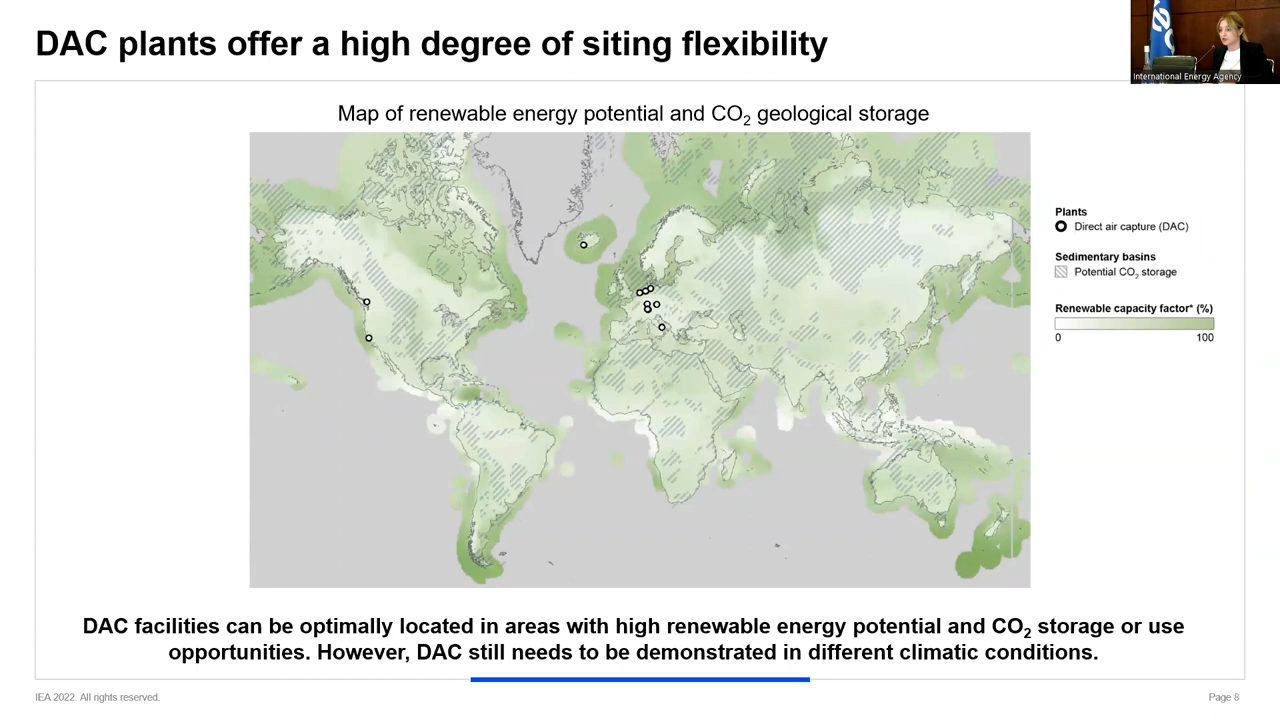 DAC plants offer a high degree of siting flexibility
International Energy Agency
Map of renewable energy potential and CO₂ geological storage
Plants
Direct air capture (DAC)
Sedimentary basins
Potential CO₂ storage
Renewable capacity factor* (%)
0 100
DAC facilities can be optimally located in areas with high renewable energy potential and CO₂ storage or use
opportunities. However, DAC still needs to be demonstrated in different climatic conditions.
IEA 2022. All rights reserved.
Page 8